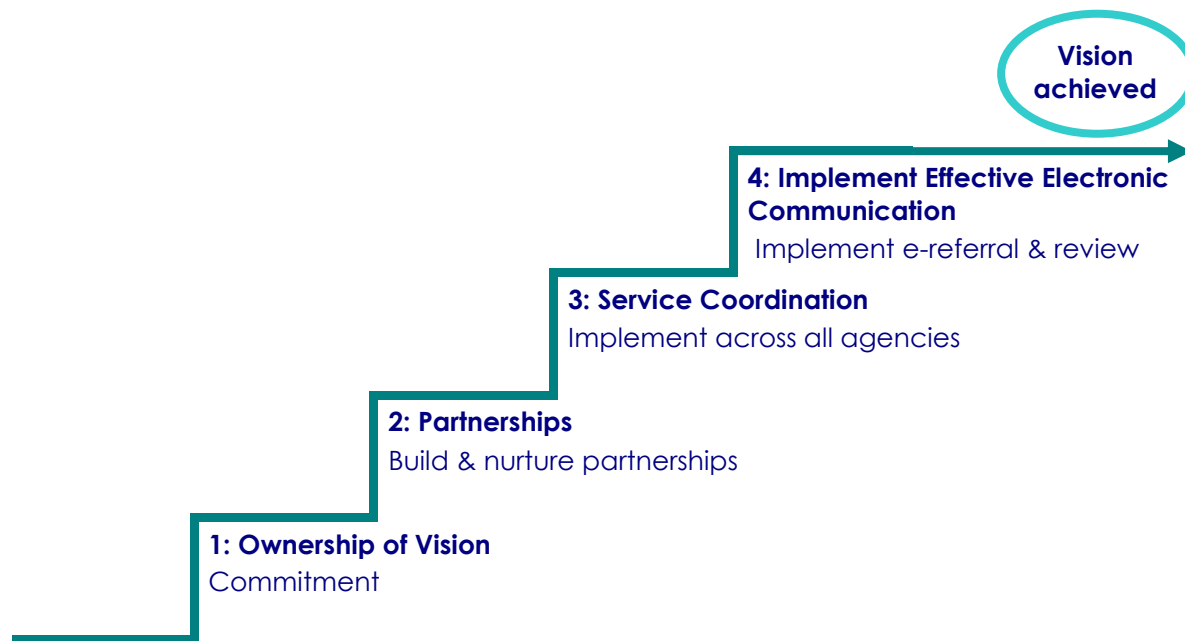 Vision
achieved
4: Implement Effective Electronic
Communication
Implement e-referral & review
3: Service Coordination
Implement across all agencies
2: Partnerships
Build & nurture partnerships
1: Ownership of Vision
Commitment